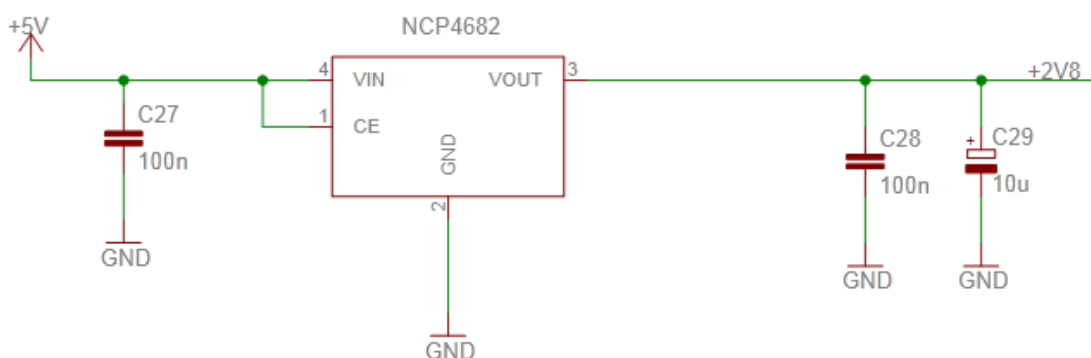 +5V
NCP4682
4
VIN
VOUT
3
+2V8
1
CE
C27
100n
GND
2
C28
100n
+
C29
10u
GND
GND
GND
GND